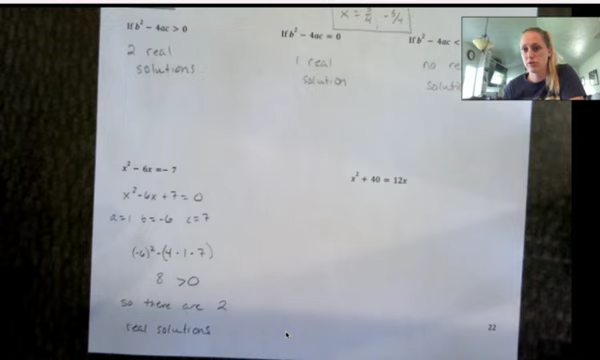 x = 3/4, -5/4
If b² − 4ac > 0
If b² − 4ac = 0
If b² − 4ac <
2 real
solutions
1 real
solution
no
x² − 6x = − 7
x² + 40 = 12x
x² - 6x + 7 = 0
a=1 b=-6 c=7
(-6)² - (4 · 1 · 7)
8 > 0
so there are 2
real solutions
22